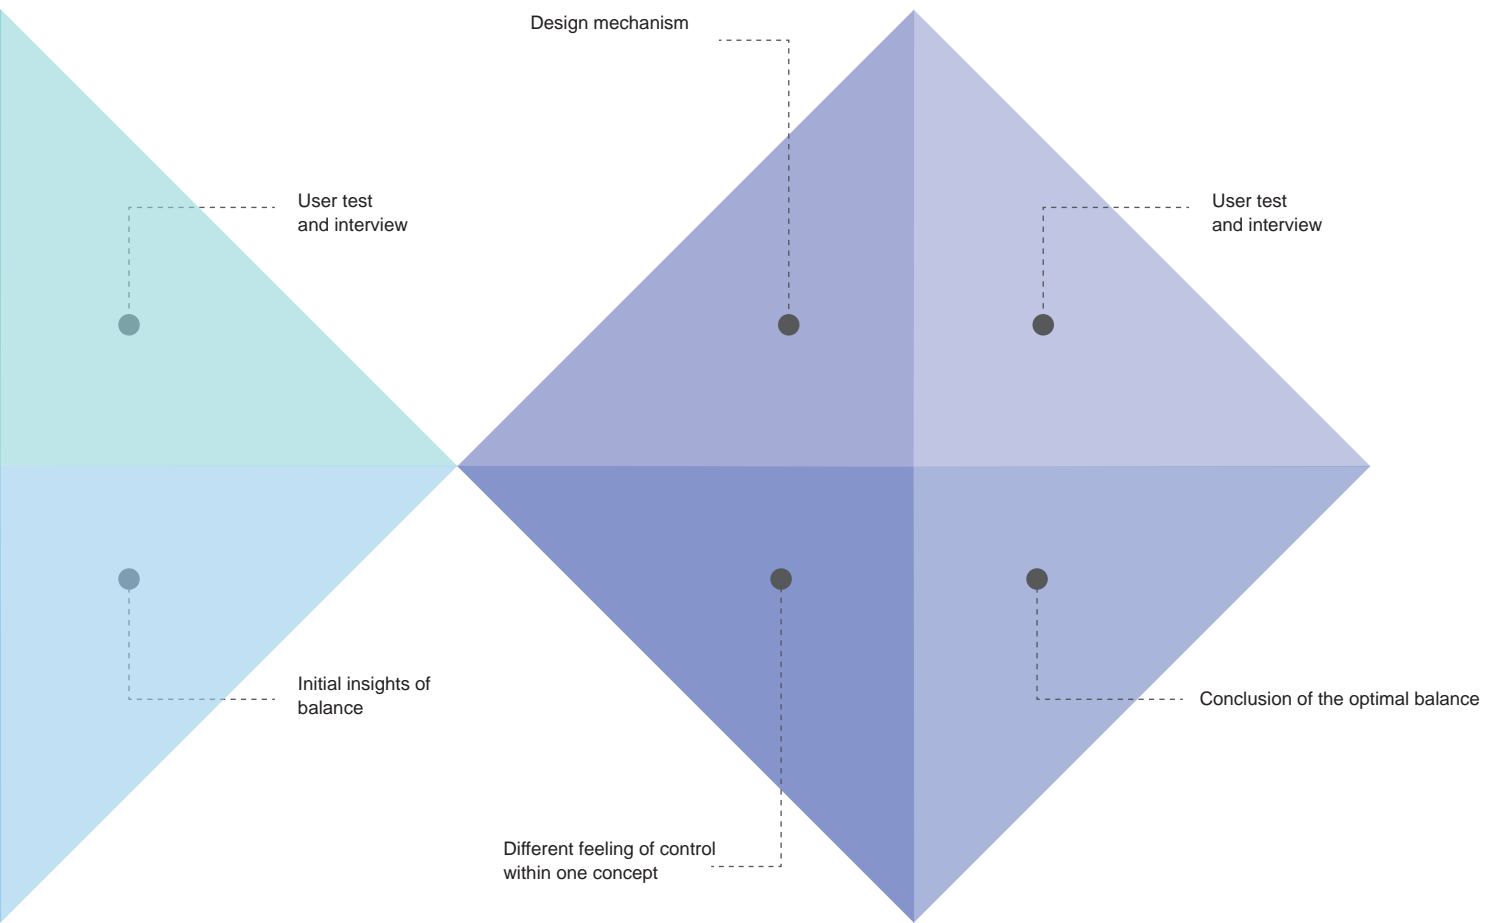 Design mechanism
User test
and interview
User test
and interview
Initial insights of
balance
Conclusion of the optimal balance
Different feeling of control
within one concept